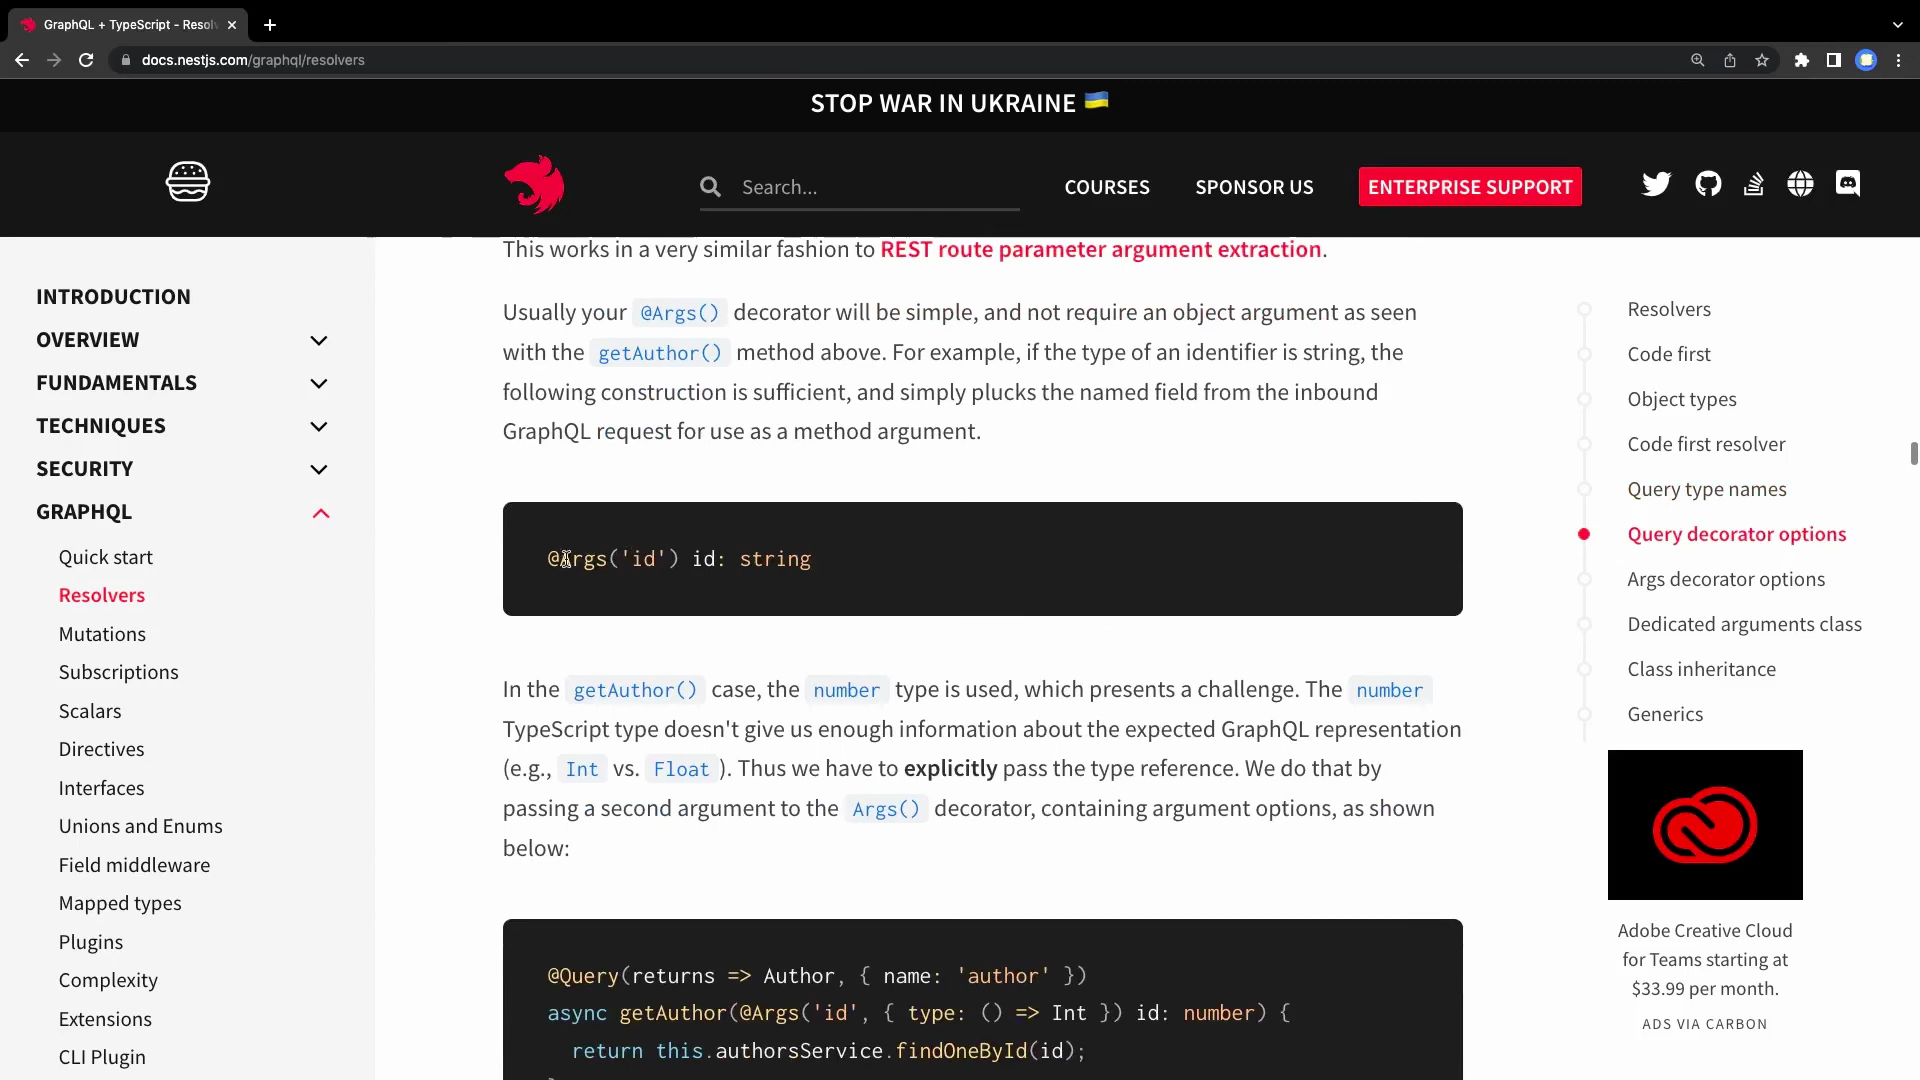 GraphQL + TypeScript - Resolv
docs.nestjs.com/graphql/resolvers
STOP WAR IN UKRAINE
Search...
COURSES
SPONSOR US
ENTERPRISE SUPPORT
INTRODUCTION
OVERVIEW
FUNDAMENTALS
TECHNIQUES
SECURITY
GRAPHQL
Quick start
Resolvers
Mutations
Subscriptions
Scalars
Directives
Interfaces
Unions and Enums
Field middleware
Mapped types
Plugins
Complexity
Extensions
CLI Plugin
This works in a very similar fashion to REST route parameter argument extraction.
Usually your @Args() decorator will be simple, and not require an object argument as seen
with the getAuthor() method above. For example, if the type of an identifier is string, the
following construction is sufficient, and simply plucks the named field from the inbound
GraphQL request for use as a method argument.
@Args('id') id: string
In the getAuthor() case, the number type is used, which presents a challenge. The number
TypeScript type doesn't give us enough information about the expected GraphQL representation
(e.g., Int vs. Float ). Thus we have to explicitly pass the type reference. We do that by
passing a second argument to the Args() decorator, containing argument options, as shown
below:
@Query(returns => Author, { name: 'author' })
async getAuthor(@Args('id', { type: () => Int }) id: number) {
return this.authorsService.findOneById(id);
Resolvers
Code first
Object types
Code first resolver
Query type names
Query decorator options
Args decorator options
Dedicated arguments class
Class inheritance
Generics
Adobe Creative Cloud
for Teams starting at
$33.99 per month.
ADS VIA CARBON